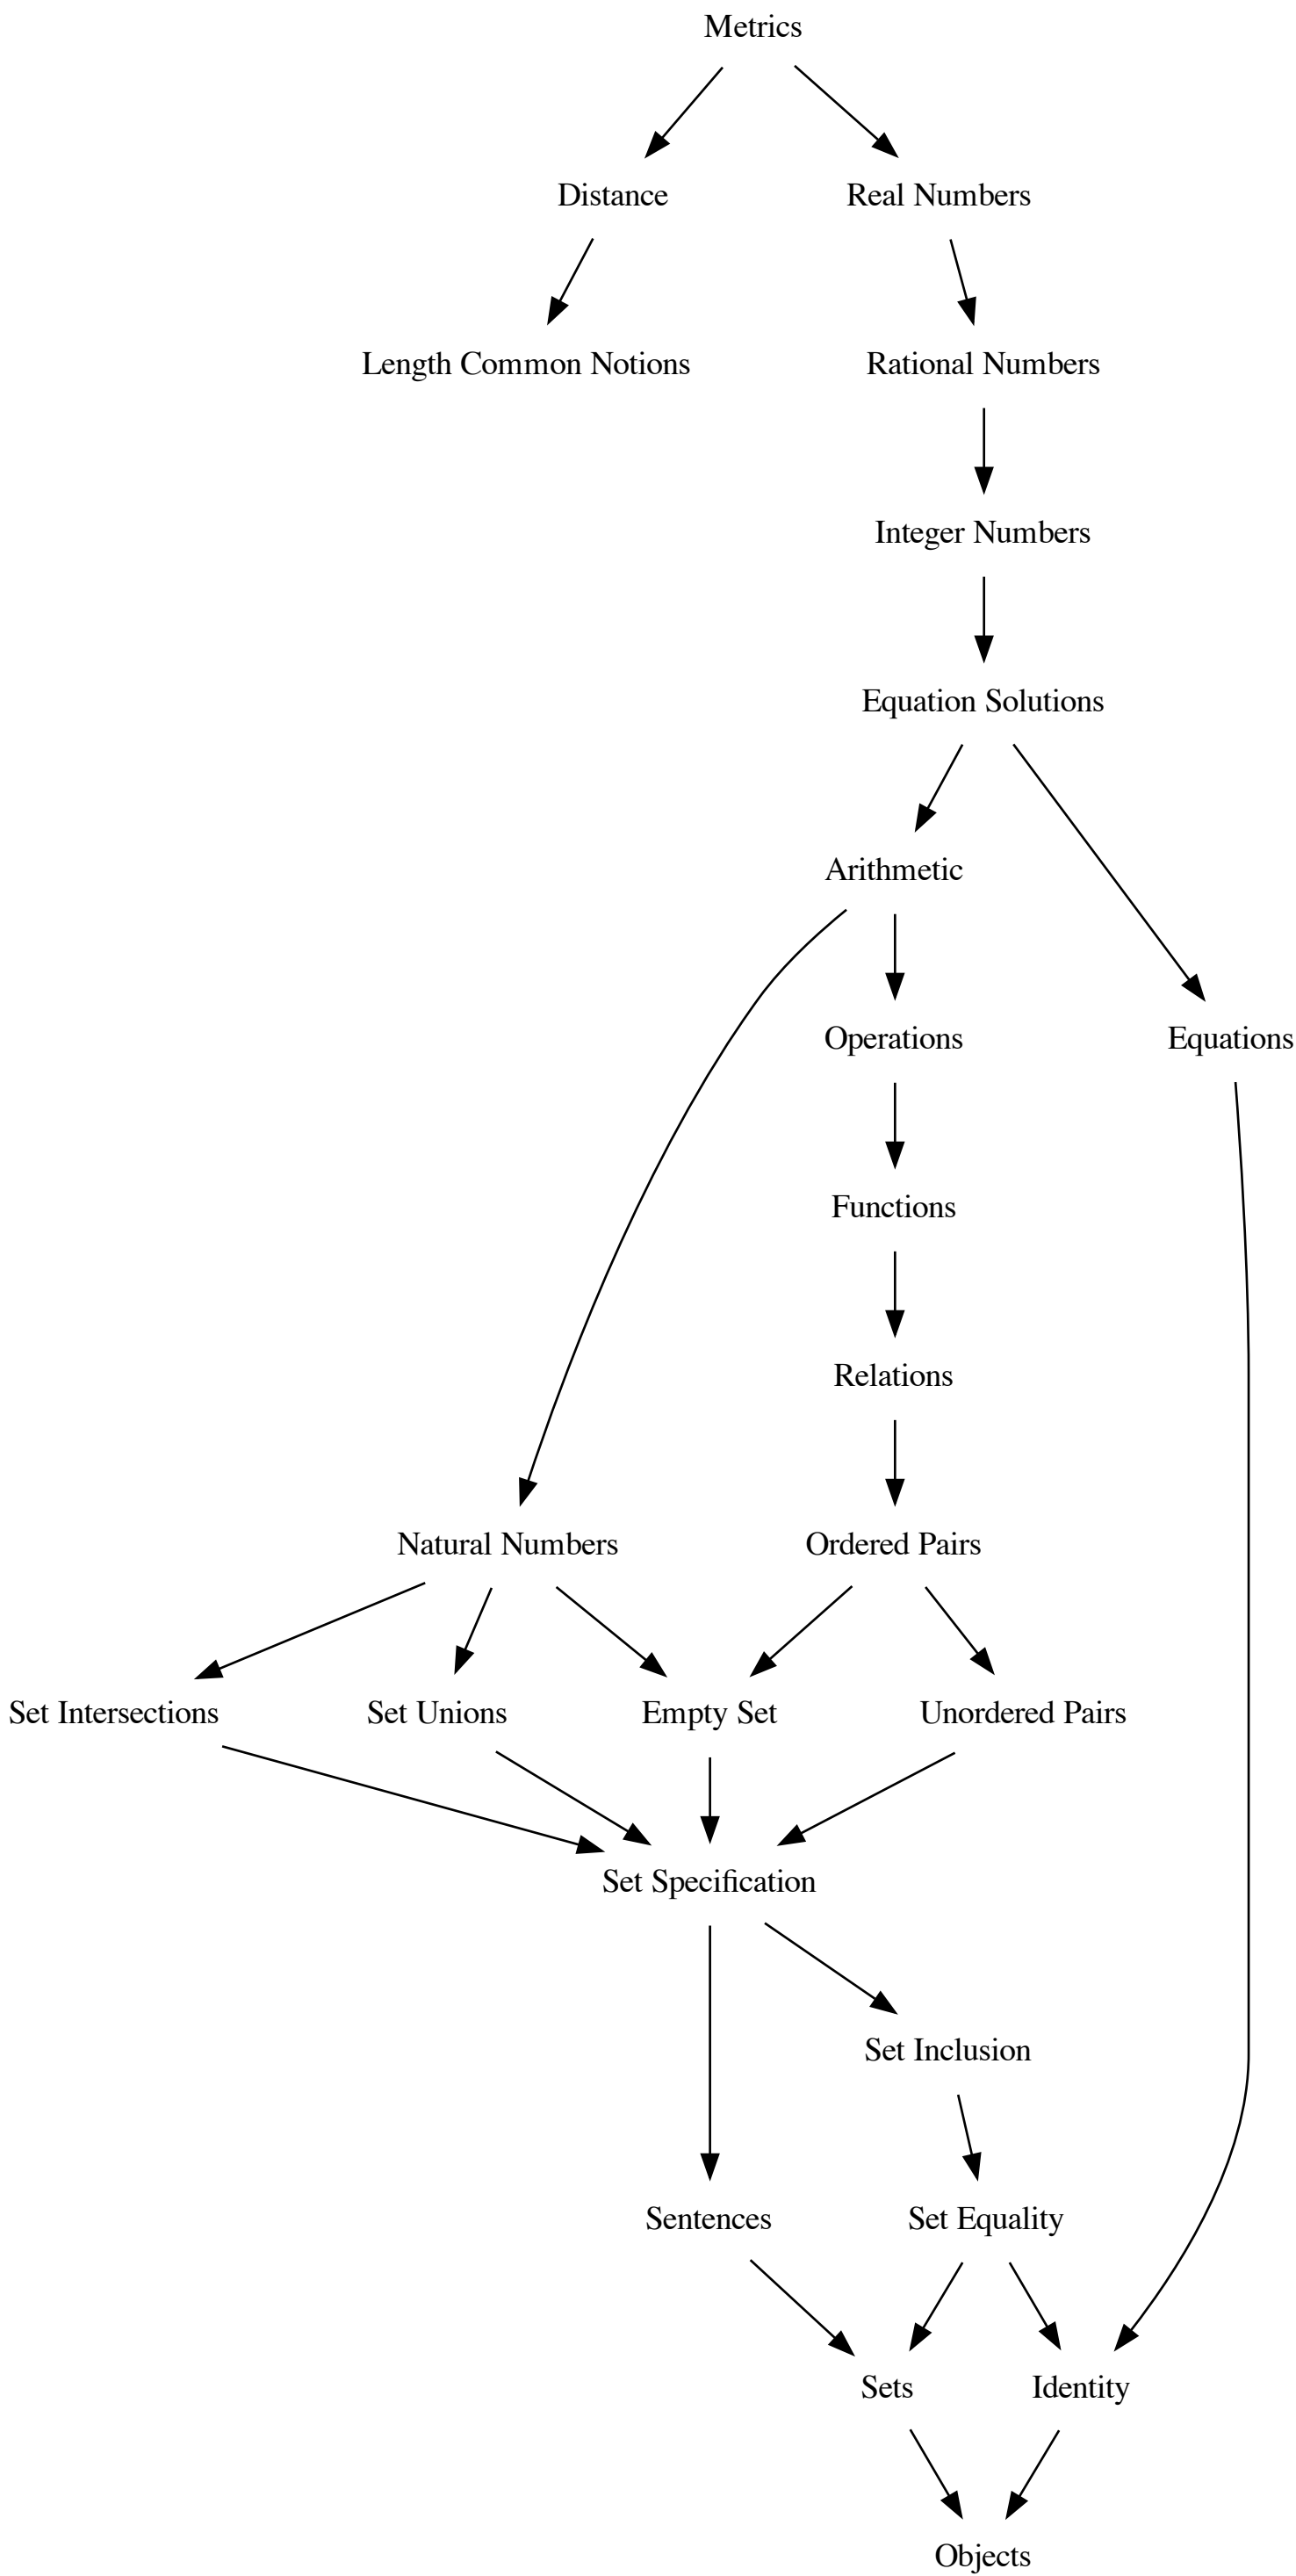 Metrics
Distance
Real Numbers
Length Common Notions
Rational Numbers
Integer Numbers
Equation Solutions
Arithmetic
Operations
Equations
Functions
Relations
Natural Numbers
Ordered Pairs
Set Intersections
Set Unions
Empty Set
Unordered Pairs
Set Specification
Set Inclusion
Sentences
Set Equality
Sets
Identity
Objects